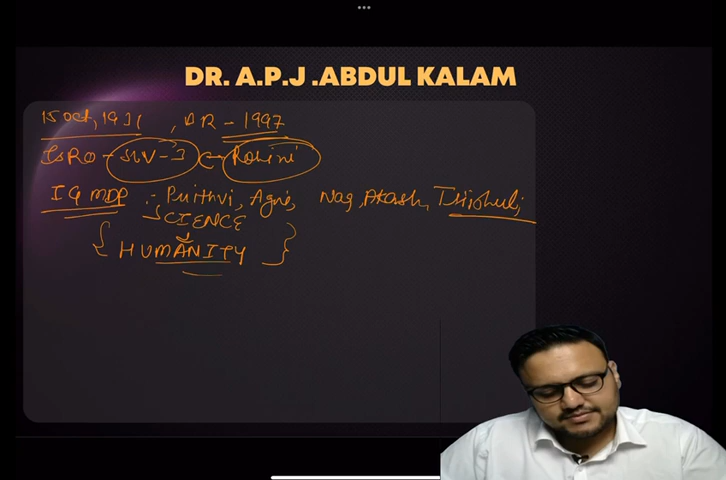 DR. A.P.J .ABDUL KALAM
15 Oct, 1931, BR - 1997
ISRO - SLV-3 Rohini
IGMDP :- Prithvi, Agni, Nag, Akash, Trishul,
SCIENCE
{ HUMANITY }